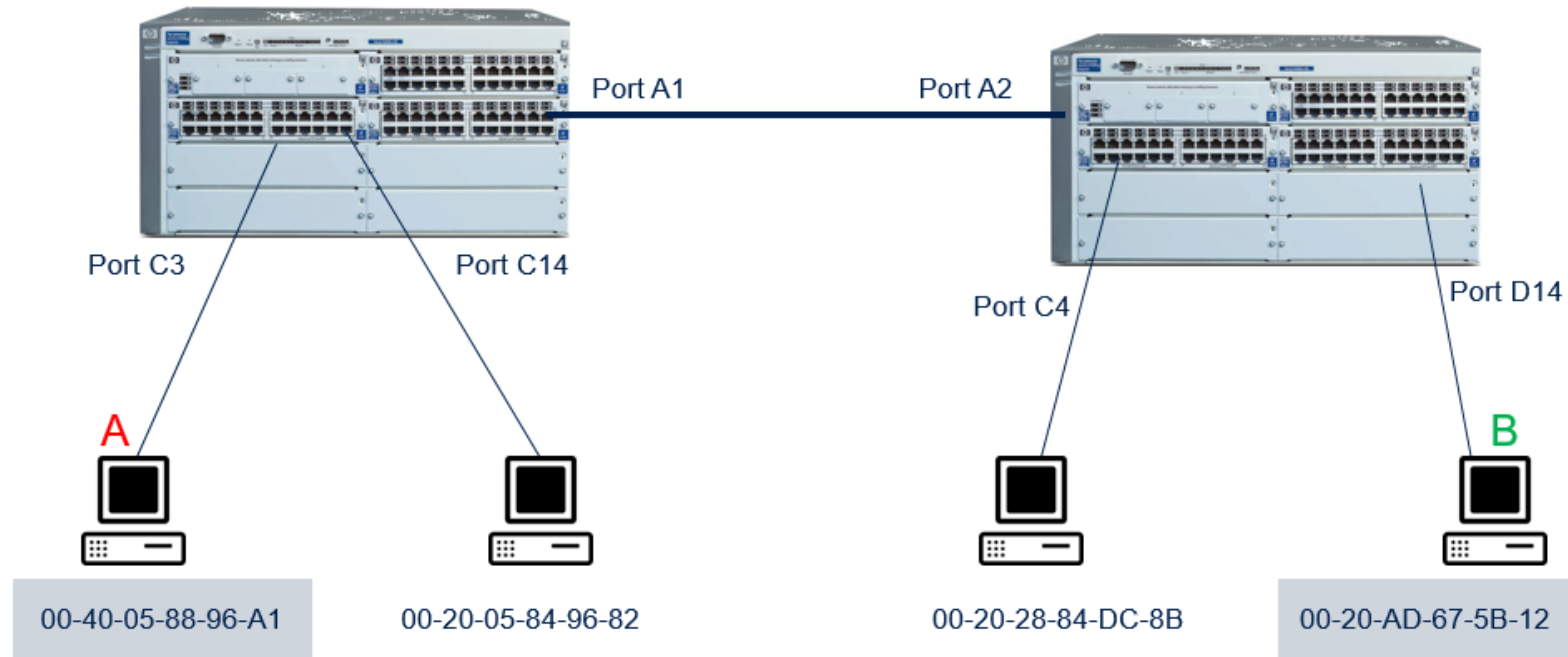 Port A1
Port A2
Port C3
Port C14
Port C4
Port D14
A
B
00-40-05-88-96-A1
00-20-05-84-96-82
00-20-28-84-DC-8B
00-20-AD-67-5B-12